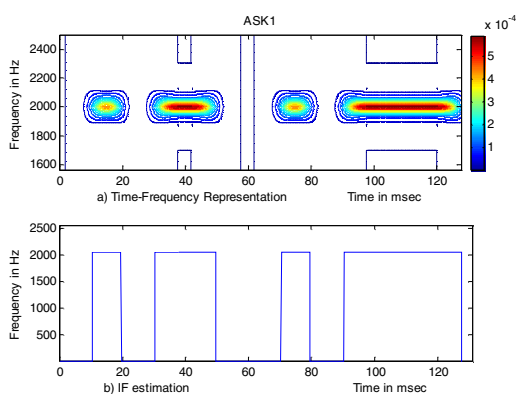 ASK1
x 10^-4
Frequency in Hz
2400
2200
2000
1800
1600
5
4
3
2
1
0
0 20 40 60 80 100 120
a) Time-Frequency Representation Time in msec
Frequency in Hz
2500
2000
1500
1000
500
0 20 40 60 80 100 120
b) IF estimation Time in msec